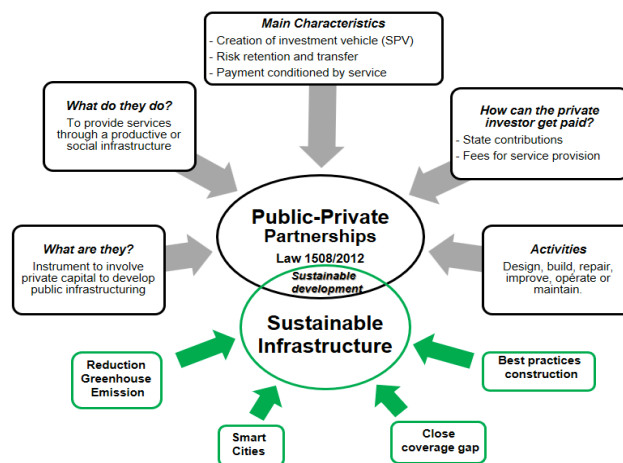 Main Characteristics
- Creation of investment vehicle (SPV)
- Risk retention and transfer
- Payment conditioned by service
What do they do?
To provide services
through a productive or
social infrastructure
How can the private
investor get paid?
- State contributions
- Fees for service provision
What are they?
Instrument to involve
private capital to develop
public infrastructuring
Public-Private
Partnerships
Law 1508/2012
Sustainable
development
Activities
Design, build, repair,
improve, opérate or
maintain.
Sustainable
Infrastructure
Reduction
Greenhouse
Emission
Best practices
construction
Smart
Cities
Close
coverage gap